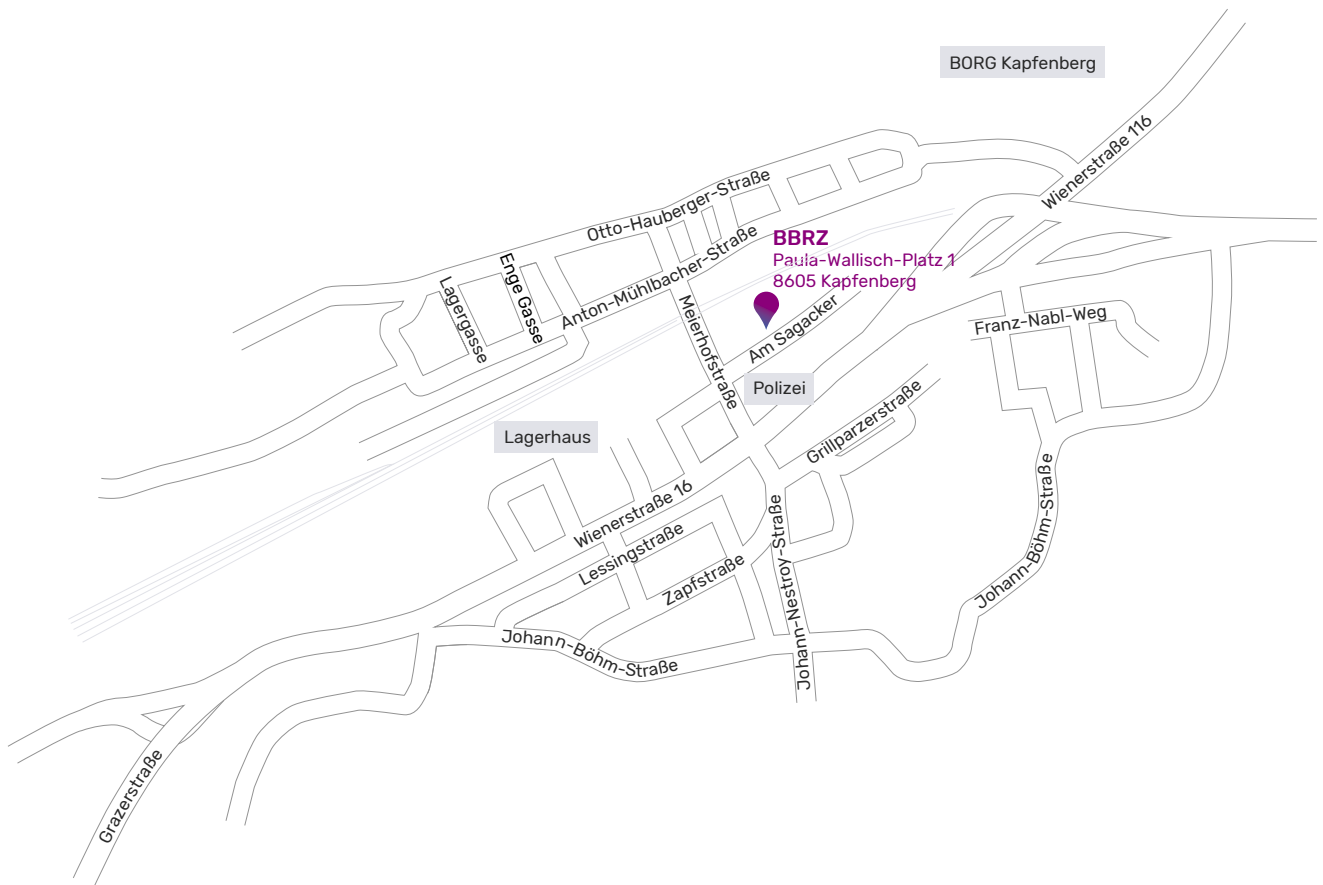 BORG Kapfenberg
Wienerstraße 116
Otto-Hauberger-Straße
BBRZ
Paula-Wallisch-Platz 1
8605 Kapfenberg
Enge Gasse
Lagergasse
Anton-Mühlbacher-Straße
Meierhofstraße
Am Sagacker
Franz-Nabl-Weg
Polizei
Lagerhaus
Grillparzerstraße
Wienerstraße 16
Lessingstraße
Zapfstraße
Johann-Nestroy-Straße
Johann-Böhm-Straße
Johann-Böhm-Straße
Grazerstraße